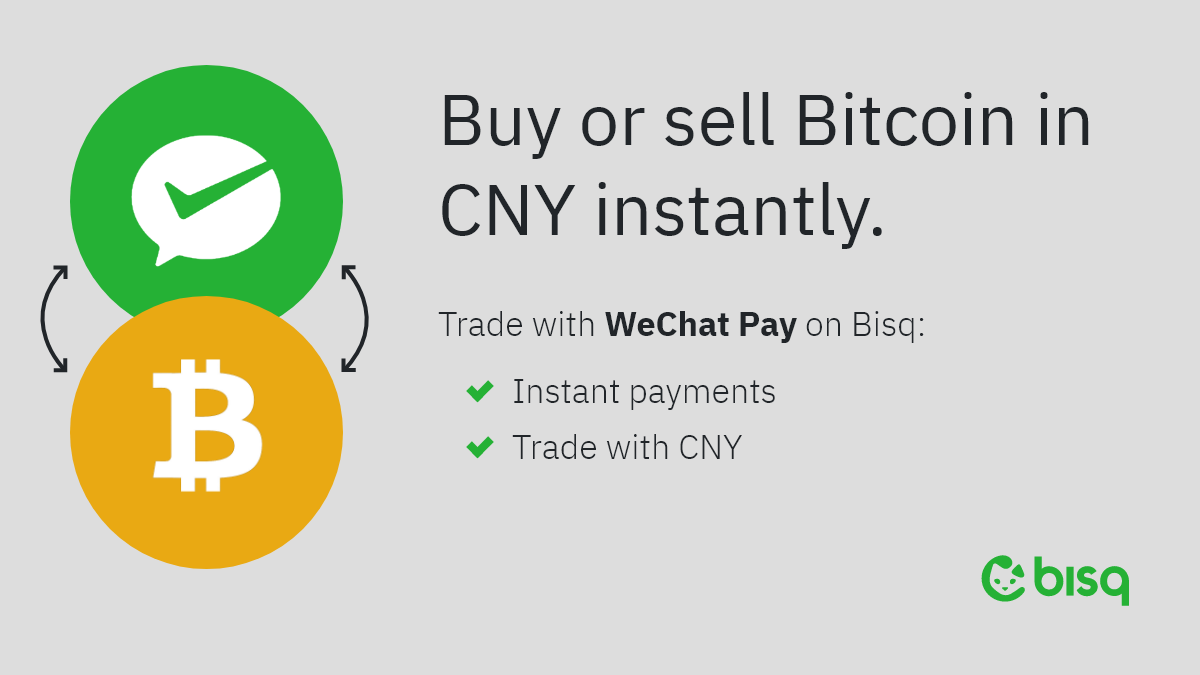 Buy or sell Bitcoin in
CNY instantly.
Trade with WeChat Pay on Bisq:
Instant payments
Trade with CNY
bisq